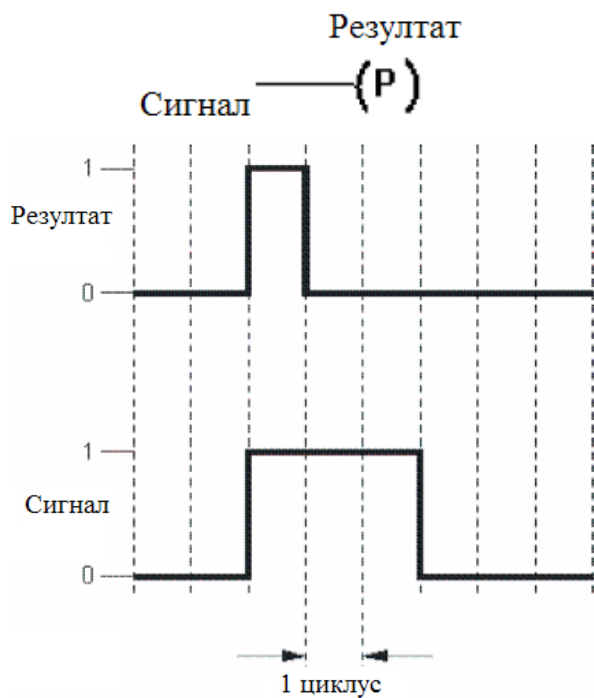 Резултат
Сигнал
(P)
1
Резултат
0
1
Сигнал
0
1 циклус